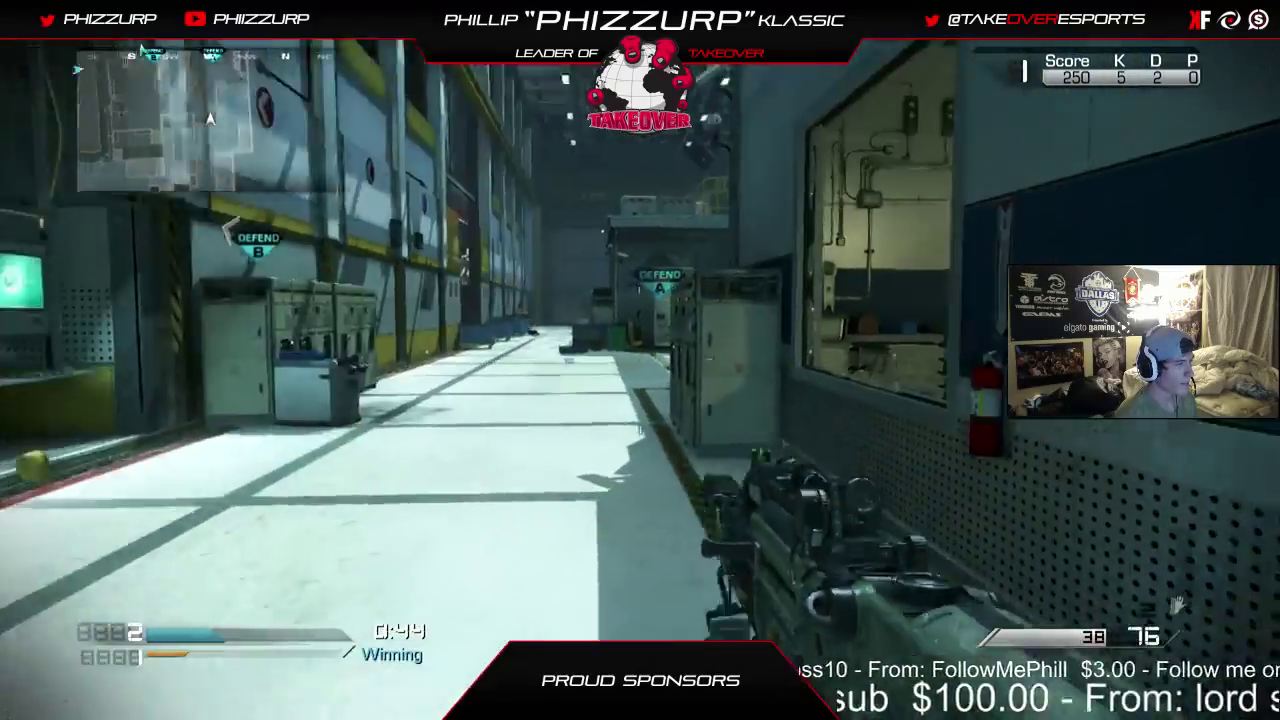 PHIZZURP
PHIIZZURP
PHILLIP "PHIZZURP" KLASSIC
@TAKEOVERESPORTS
LEADER OF TAKEOVER
TAKEOVER
S
N
Score K D P
250 5 2 0
DEFEND
B
DEFEND
A
DALLAS
elgato gaming
2
0:44
1
Winning
38 76
PROUD SPONSORS
ss10 - From: FollowMePhill $3.00 - Follow me on
sub $100.00 - From: lord s